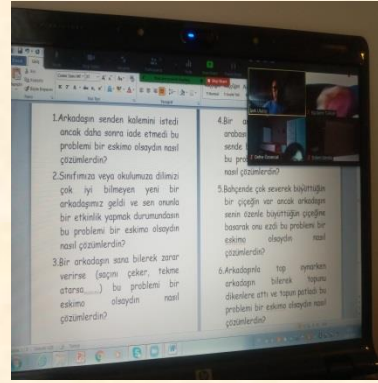 1.Arkadaşın senden kalemini istedi
ancak daha sonra iade etmedi bu
problemi bir eskimo olsaydın nasıl
çözümlerdin?
2.Sınıfımıza veya okulumuza dilimizi
çok iyi bilmeyen yeni bir
arkadaşımız geldi ve sen onunla
bir etkinlik yapmak durumundasın
bu problemi bir eskimo olsaydın
nasıl çözümlerdin?
3.Bir arkadaşın sana bilerek zarar
verirse (saçını çeker, tekme
atarsa,......) bu problemi bir
eskimo olsaydın nasıl
çözümlerdin?
4.Bir
arabası
sende
bu
nasıl çözümlerdin?
5.Bahçende çok severek büyüttüğün
bir çiçeğin var ancak arkadaşın
senin özenle büyüttüğün çiçeğine
basarak onu ezdi bu problemi bir
eskimo olsaydın nasıl
çözümlerdin?
6.Arkadaşınla top oynarken
arkadaşın bilerek topunu
dikenlere attı ve topun patladı bu
problemi bir eskimo olsaydın nasıl
çözümlerdin?